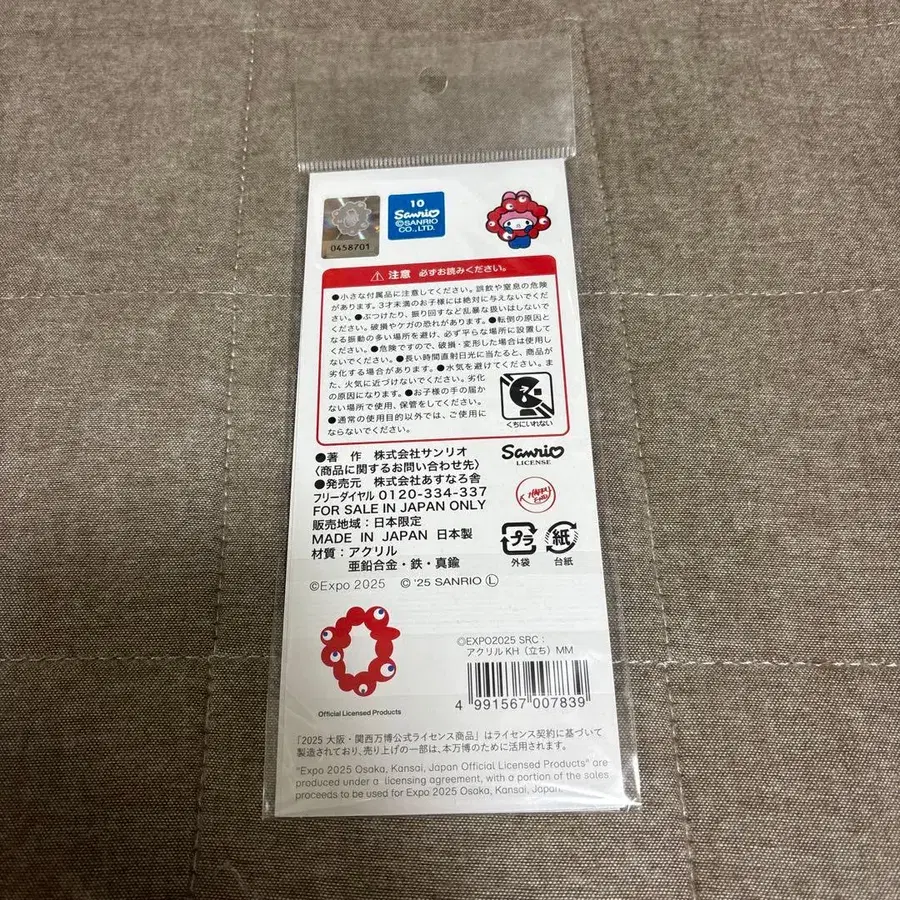 0458701
10
Sanrio
©SANRIO
CO.,LTD.
⚠注意 必ずお読みください。
●小さな付属品に注意してください。誤飲や窒息の危険
があります。3才未満のお子様には絶対に与えないでくだ
さい。●ぶつけたり、振り回すなど乱暴な扱いはしないで
ください。破損やケガの恐れがあります。●転倒の原因と
なる振動の多い場所を避け、必ず平らな場所に設置して
ください。●危険ですので、破損・変形した場合は使用し
ないでください。●長い時間直射日光に当たると、商品が
劣化する場合があります。●水気を避けてください。ま
た、火気に近づけないでください。劣化
の原因になります。●お子様の手の届か
ない場所で使用、保管をしてください。
●通常の使用目的以外では、ご使用に
ならないでください。
くちにいれない
●著 作 株式会社サンリオ
〈商品に関するお問い合わせ先〉
●発売元 株式会社あすなろ舎
フリーダイヤル 0120-334-337
FOR SALE IN JAPAN ONLY
販売地域：日本限定
MADE IN JAPAN 日本製
材質：アクリル
亜鉛合金・鉄・真鍮
©Expo 2025 © '25 SANRIO Ⓛ
Sanrio
LICENSE
プラ
外袋
紙
台紙
Official Licensed Products
©EXPO2025 SRC：
アクリルKH（立ち）MM
4 991567 007839
「2025 大阪・関西万博公式ライセンス商品」はライセンス契約に基づいて
製造されており、売り上げの一部は、本万博のために活用されます。
"Expo 2025 Osaka, Kansai, Japan Official Licensed Products" are
produced under a licensing agreement, with a portion of the sales
proceeds to be used for Expo 2025 Osaka, Kansai, Japan.